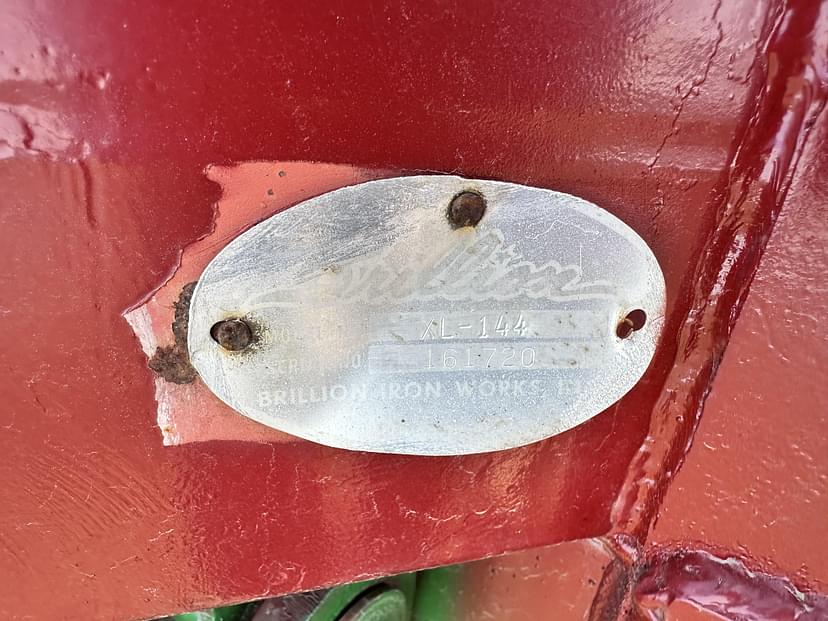 Brillion
XL-144
161720
BRILLION IRON WORKS,